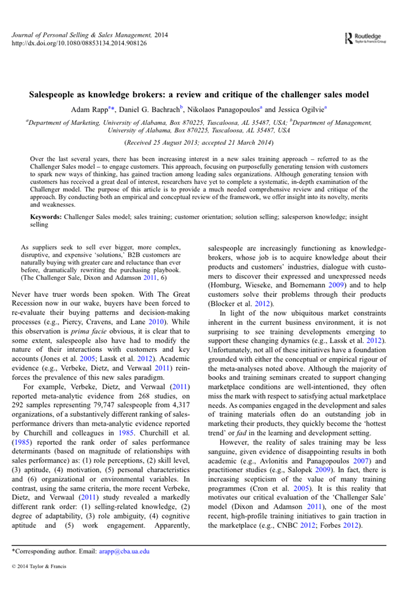 Journal of Personal Selling & Sales Management, 2014
http://dx.doi.org/10.1080/08853134.2014.908126
Routledge
Taylor & Francis Group
Salespeople as knowledge brokers: a review and critique of the challenger sales model
Adam Rappa*, Daniel G. Bachrachb, Nikolaos Panagopoulosa and Jessica Ogilviea
aDepartment of Marketing, University of Alabama, Box 870225, Tuscaloosa, AL 35487, USA; bDepartment of Management,
University of Alabama, Box 870225, Tuscaloosa, AL 35487, USA
(Received 25 August 2013; accepted 21 March 2014)
Over the last several years, there has been increasing interest in a new sales training approach – referred to as the
Challenger Sales model – to engage customers. This approach, focusing on purposefully generating tension with customers
to spark new ways of thinking, has gained traction among leading sales organizations. Although generating tension with
customers has received a great deal of interest, researchers have yet to complete a systematic, in-depth examination of the
Challenger model. The purpose of this article is to provide a much needed comprehensive review and critique of the
approach. By conducting both an empirical and conceptual review of the framework, we offer insight into its novelty, merits
and weaknesses.
Keywords: Challenger Sales model; sales training; customer orientation; solution selling; salesperson knowledge; insight
selling
As suppliers seek to sell ever bigger, more complex,
disruptive, and expensive 'solutions,' B2B customers are
naturally buying with greater care and reluctance than ever
before, dramatically rewriting the purchasing playbook.
(The Challenger Sale, Dixon and Adamson 2011, 6)
Never have truer words been spoken. With The Great
Recession now in our wake, buyers have been forced to
re-evaluate their buying patterns and decision-making
processes (e.g., Piercy, Cravens, and Lane 2010). While
this observation is prima facie obvious, it is clear that to
some extent, salespeople also have had to modify the
nature of their interactions with customers and key
accounts (Jones et al. 2005; Lassk et al. 2012). Academic
evidence (e.g., Verbeke, Dietz, and Verwaal 2011) rein-
forces the prevalence of this new sales paradigm.
For example, Verbeke, Dietz, and Verwaal (2011)
reported meta-analytic evidence from 268 studies, on
292 samples representing 79,747 salespeople from 4,317
organizations, of a substantively different ranking of sales-
performance drivers than meta-analytic evidence reported
by Churchill and colleagues in 1985. Churchill et al.
(1985) reported the rank order of sales performance
determinants (based on magnitude of relationships with
sales performance) as: (1) role perceptions, (2) skill level,
(3) aptitude, (4) motivation, (5) personal characteristics
and (6) organizational or environmental variables. In
contrast, using the same criteria, the more recent Verbeke,
Dietz, and Verwaal (2011) study revealed a markedly
different rank order: (1) selling-related knowledge, (2)
degree of adaptability, (3) role ambiguity, (4) cognitive
aptitude and (5) work engagement. Apparently,
salespeople are increasingly functioning as knowledge-
brokers, whose job is to acquire knowledge about their
products and customers' industries, dialogue with custo-
mers to discover their expressed and unexpressed needs
(Homburg, Wieseke, and Bornemann 2009) and to help
customers solve their problems through their products
(Blocker et al. 2012).
In light of the now ubiquitous market constraints
inherent in the current business environment, it is not
surprising to see training developments emerging to
support these changing dynamics (e.g., Lassk et al. 2012).
Unfortunately, not all of these initiatives have a foundation
grounded with either the conceptual or empirical rigour of
the meta-analyses noted above. Although the majority of
books and training seminars created to support changing
marketplace conditions are well-intentioned, they often
miss the mark with respect to satisfying actual marketplace
needs. As companies engaged in the development and sales
of training materials often do an outstanding job in
marketing their products, they quickly become the 'hottest
trend' or fad in the learning and development setting.
However, the reality of sales training may be less
sanguine, given evidence of disappointing results in both
academic (e.g., Avlonitis and Panagopoulos 2007) and
practitioner studies (e.g., Salopek 2009). In fact, there is
increasing scepticism of the value of many training
programmes (Cron et al. 2005). It is this reality that
motivates our critical evaluation of the 'Challenger Sale'
model (Dixon and Adamson 2011), one of the most
recent, high-profile training initiatives to gain traction in
the marketplace (e.g., CNBC 2012; Forbes 2012).
*Corresponding author. Email: arapp@cba.ua.edu
© 2014 Taylor & Francis